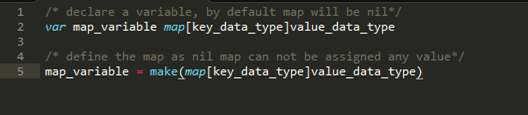 1 /* declare a variable, by default map will be nil*/
2 var map_variable map[key_data_type]value_data_type
3
4 /* define the map as nil map can not be assigned any value*/
5 map_variable = make(map[key_data_type]value_data_type)